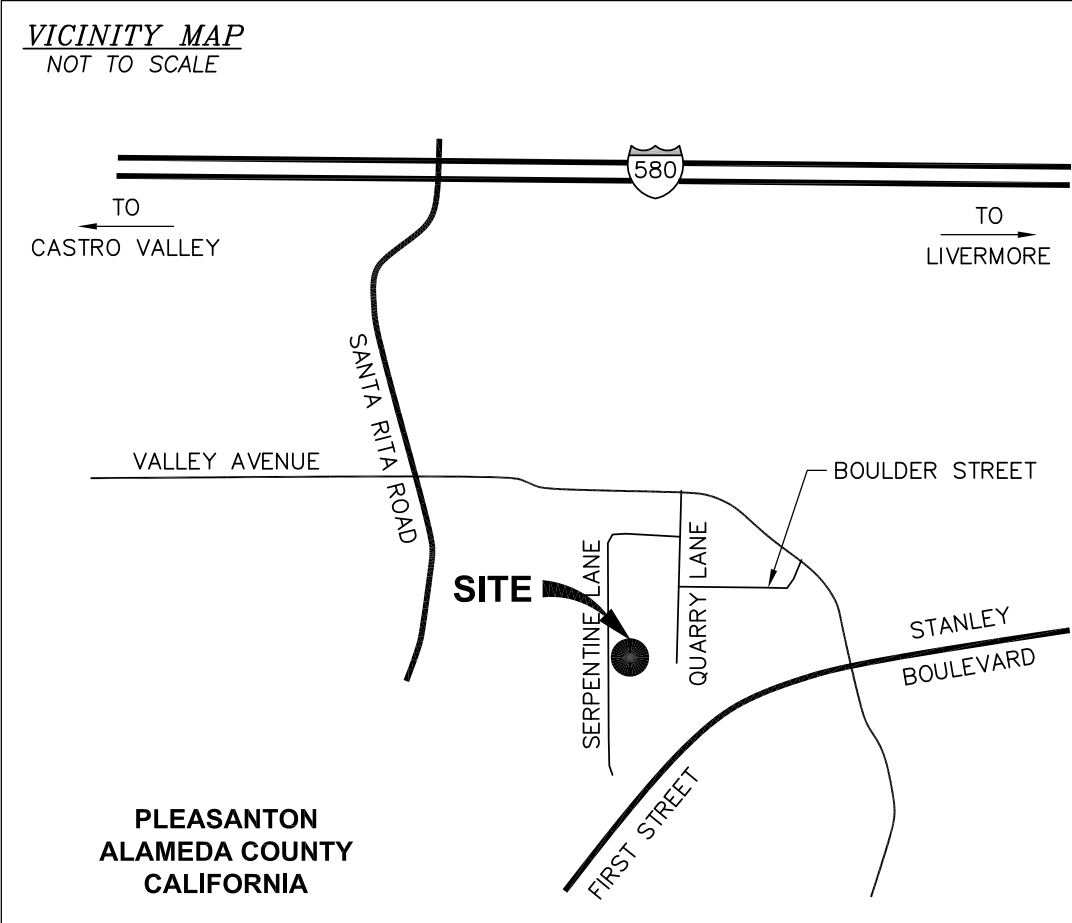 VICINITY MAP
NOT TO SCALE
580
TO
CASTRO VALLEY
TO
LIVERMORE
SANTA RITA ROAD
VALLEY AVENUE
BOULDER STREET
SITE
SERPENTINE LANE
QUARRY LANE
STANLEY
BOULEVARD
FIRST STREET
PLEASANTON
ALAMEDA COUNTY
CALIFORNIA